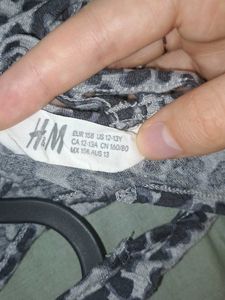 H&M
EUR 158 US 12-13Y
CA 12-13A CN 160/80
MX 158 AUS 13